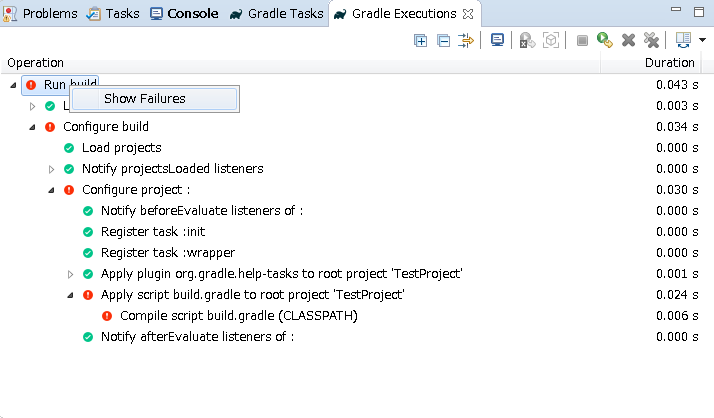 Problems Tasks Console Gradle Tasks Gradle Executions
Operation Duration
Run build 0.043 s
Show Failures
L 0.003 s
Configure build 0.034 s
Load projects 0.000 s
Notify projectsLoaded listeners 0.000 s
Configure project : 0.030 s
Notify beforeEvaluate listeners of : 0.000 s
Register task :init 0.000 s
Register task :wrapper 0.000 s
Apply plugin org.gradle.help-tasks to root project 'TestProject' 0.001 s
Apply script build.gradle to root project 'TestProject' 0.024 s
Compile script build.gradle (CLASSPATH) 0.006 s
Notify afterEvaluate listeners of : 0.000 s